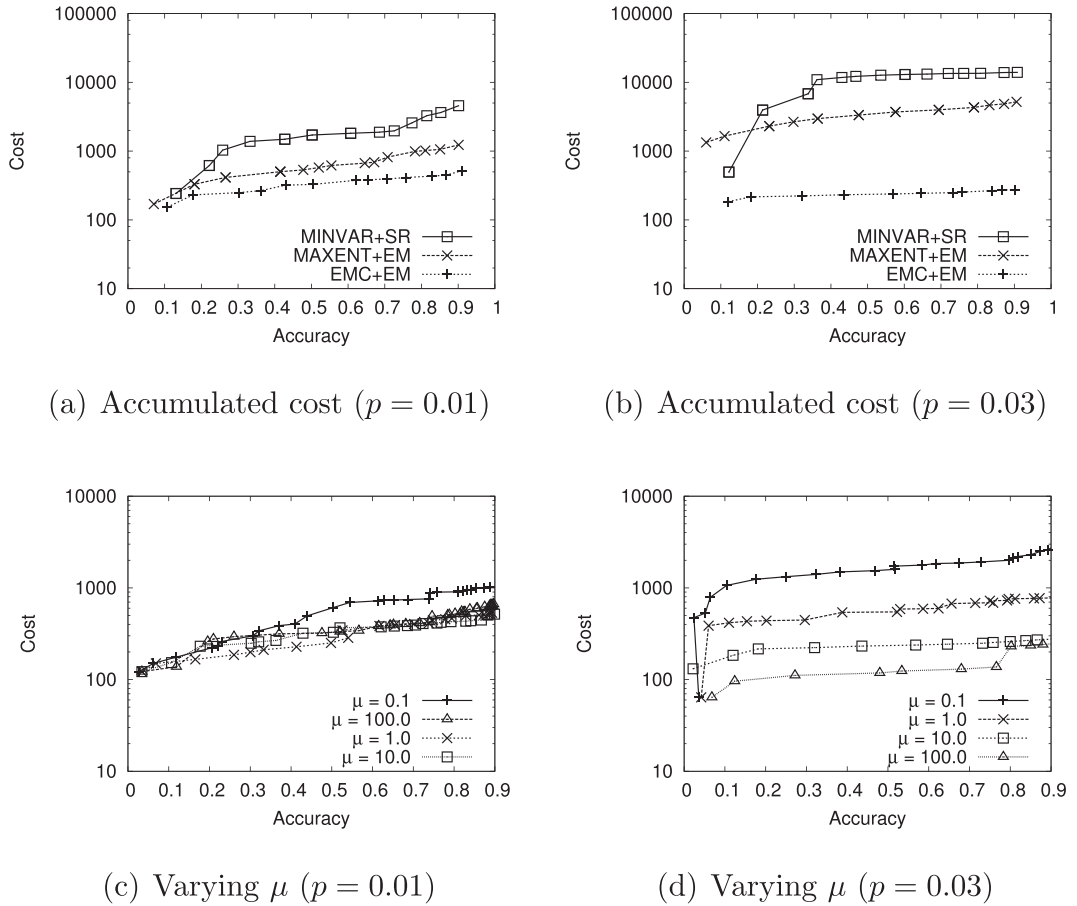 100000
10000
1000
100
10
Cost
0 0.1 0.2 0.3 0.4 0.5 0.6 0.7 0.8 0.9 1
Accuracy
MINVAR+SR
MAXENT+EM
EMC+EM
(a) Accumulated cost (p = 0.01)
100000
10000
1000
100
10
Cost
0 0.1 0.2 0.3 0.4 0.5 0.6 0.7 0.8 0.9 1
Accuracy
MINVAR+SR
MAXENT+EM
EMC+EM
(b) Accumulated cost (p = 0.03)
10000
1000
100
10
Cost
0 0.1 0.2 0.3 0.4 0.5 0.6 0.7 0.8 0.9
Accuracy
μ = 0.1
μ = 100.0
μ = 1.0
μ = 10.0
(c) Varying μ (p = 0.01)
10000
1000
100
10
Cost
0 0.1 0.2 0.3 0.4 0.5 0.6 0.7 0.8 0.9
Accuracy
μ = 0.1
μ = 1.0
μ = 10.0
μ = 100.0
(d) Varying μ (p = 0.03)